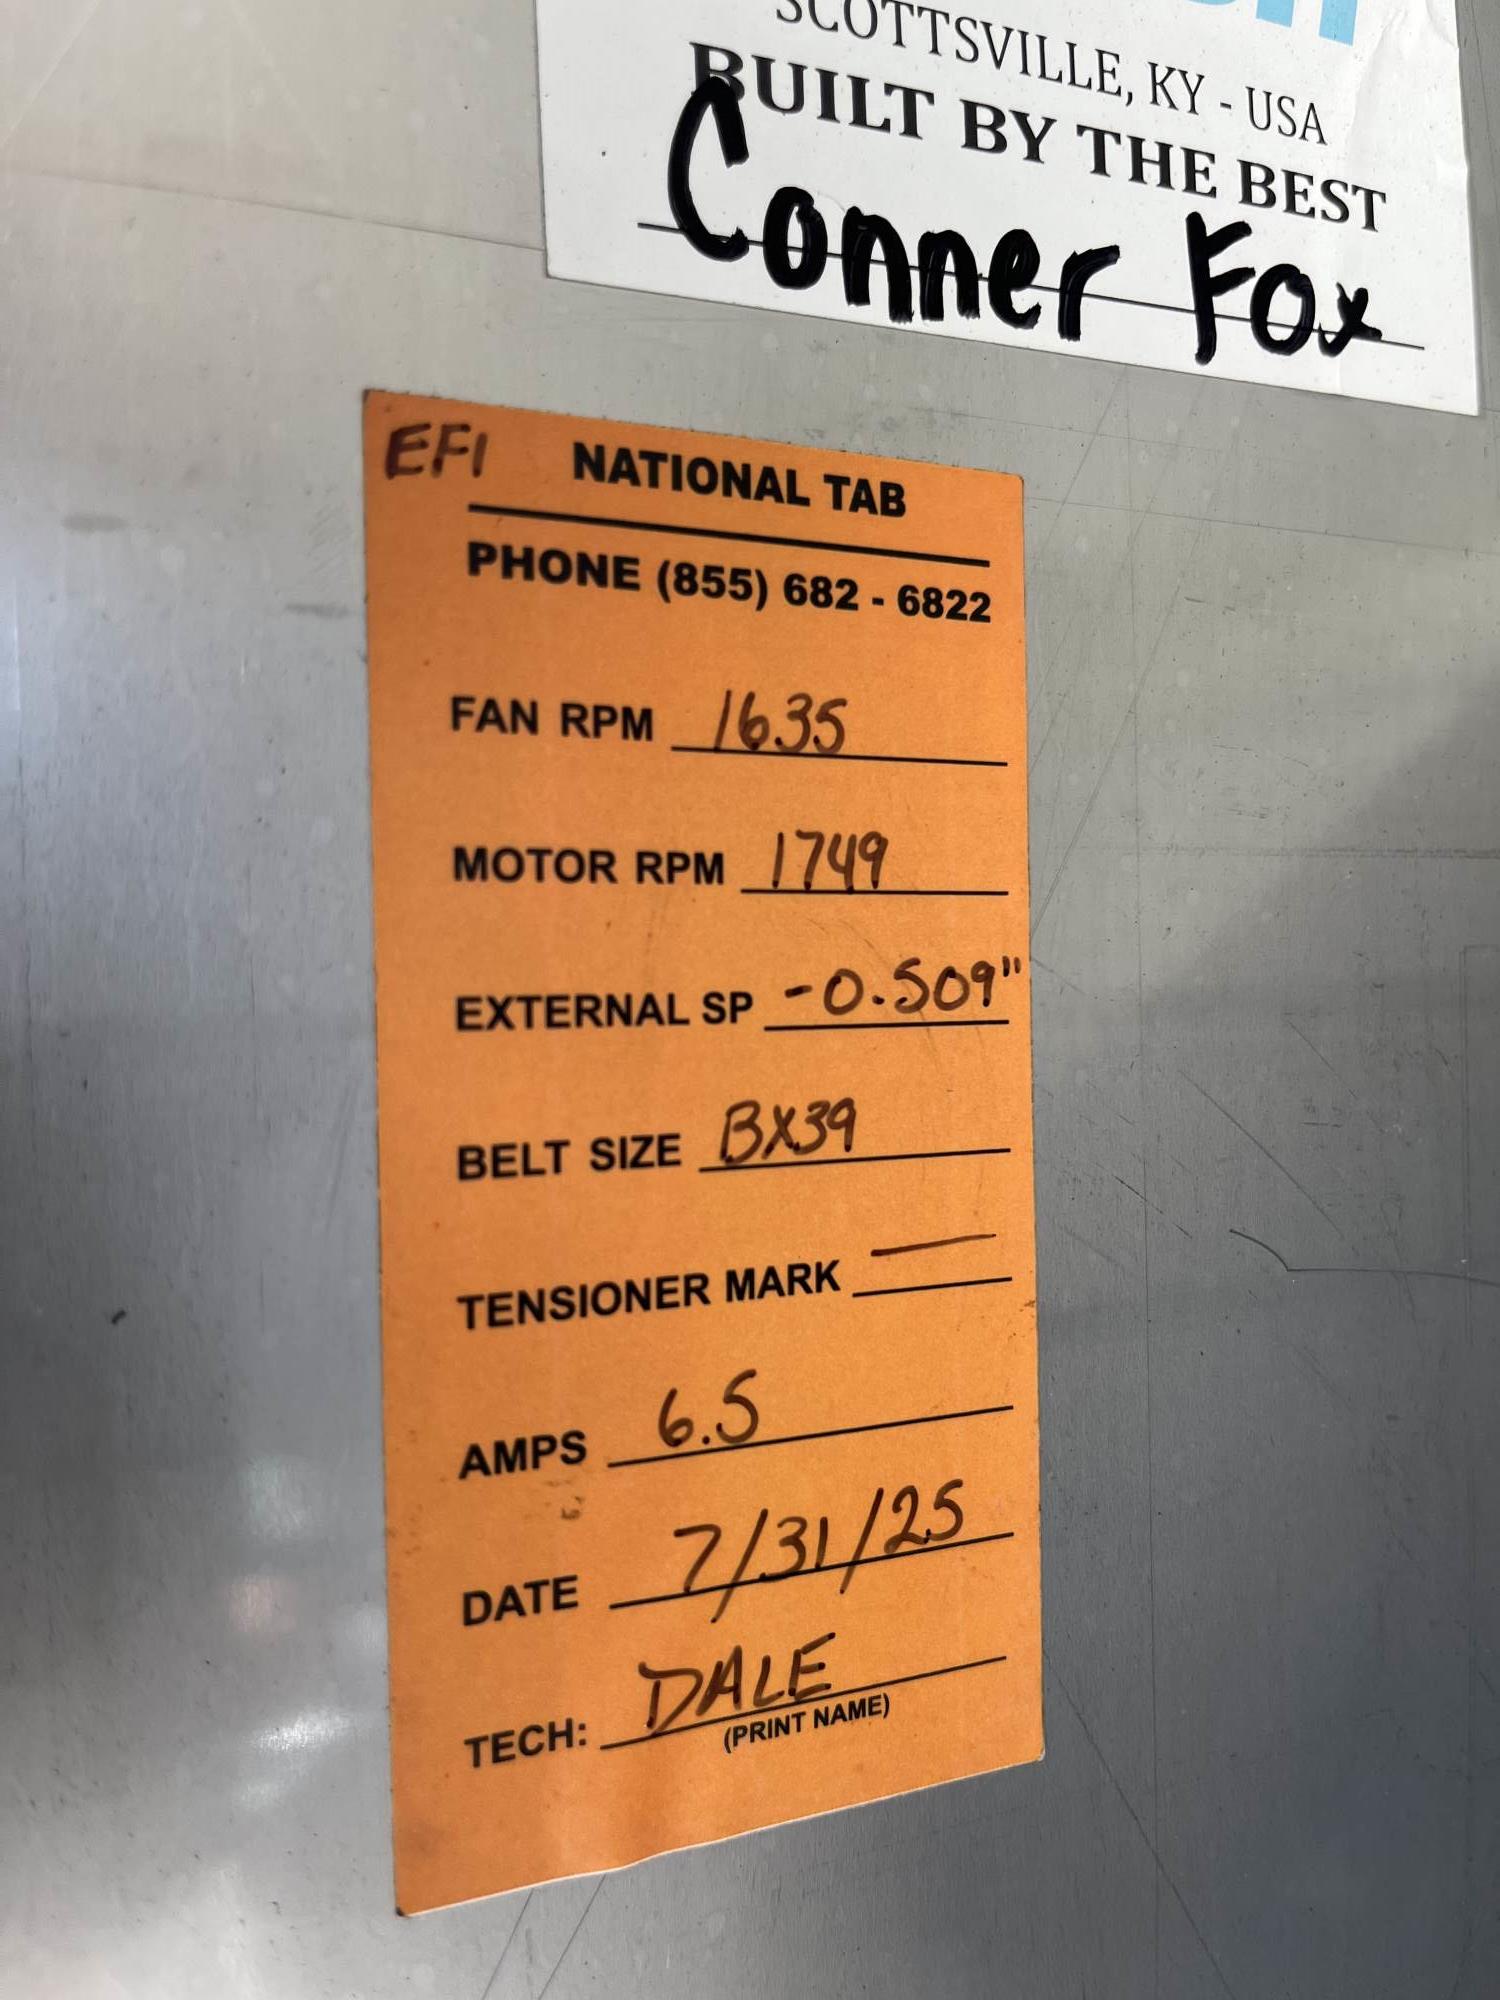 SCOTTSVILLE, KY - USA
BUILT BY THE BEST
Conner Fox
EF1 NATIONAL TAB
PHONE (855) 682 - 6822
FAN RPM 1635
MOTOR RPM 1749
EXTERNAL SP -0.509"
BELT SIZE BX39
TENSIONER MARK —
AMPS 6.5
DATE 7/31/25
TECH: DALE
(PRINT NAME)